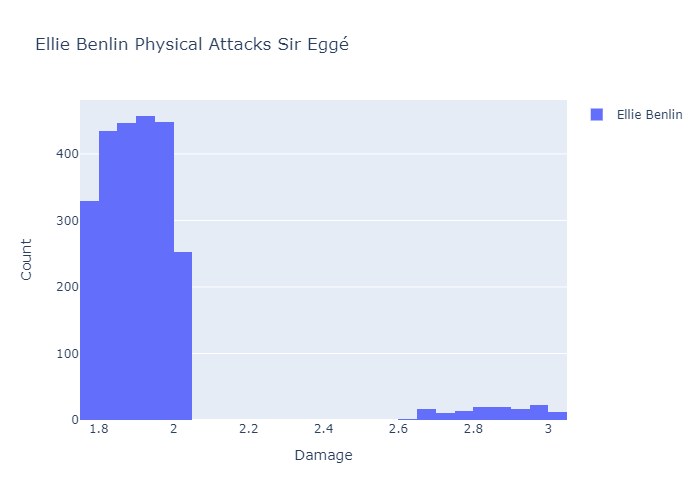 Ellie Benlin Physical Attacks Sir Eggé
Ellie Benlin
400
300
200
100
0
Count
1.8 2 2.2 2.4 2.6 2.8 3
Damage